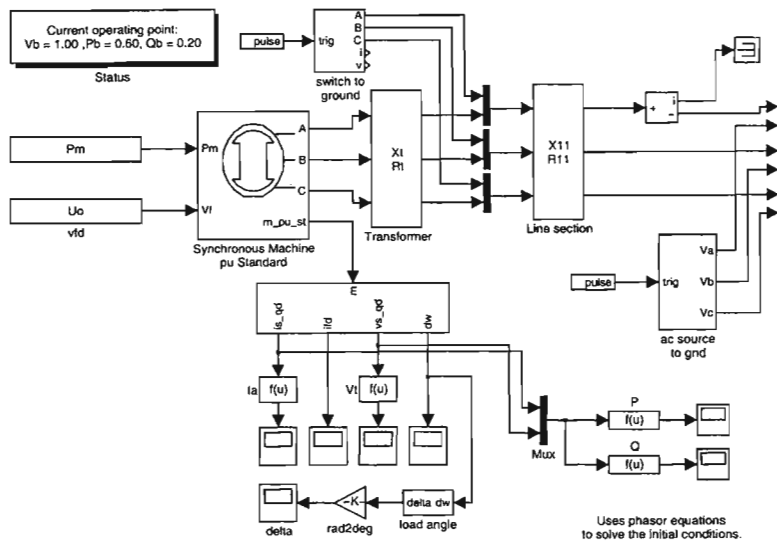 Current operating point:
Vb = 1.00 ,Pb = 0.60, Qb = 0.20
Status
pulse
trig
A
B
C
i
v
switch to
ground
Pm
Uo
vfd
Pm
Vf
A
B
C
m_pu_st
Synchronous Machine
pu Standard
Xt
Rt
Transformer
X11
R11
Line section
+
i
-
pulse
trig
Va
Vb
Vc
ac source
to gnd
E
is_qd
ifd
vs_qd
dw
Ia
f(u)
Vt
f(u)
Mux
P
f(u)
Q
f(u)
delta
-K-
rad2deg
delta dw
load angle
Uses phasor equations
to solve the initial conditions.